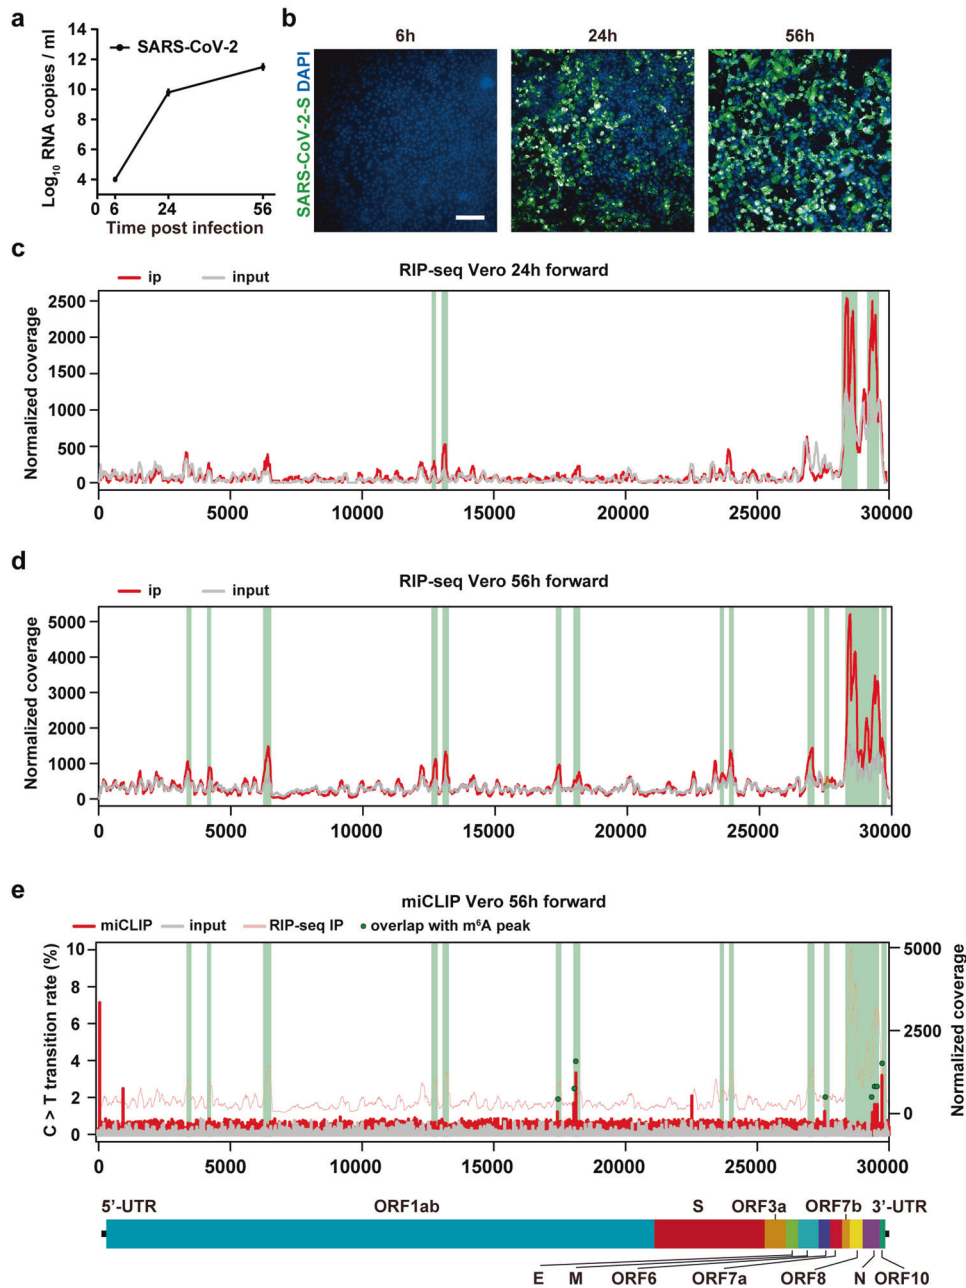 a
SARS-CoV-2
Log10 RNA copies / ml
14
12
10
8
6
4
0 6 24 56
Time post infection
b
6h 24h 56h
SARS-CoV-2-S DAPI
c
RIP-seq Vero 24h forward
ip input
Normalized coverage
2500
2000
1500
1000
500
0
0 5000 10000 15000 20000 25000 30000
d
RIP-seq Vero 56h forward
ip input
Normalized coverage
5000
4000
3000
2000
1000
0
0 5000 10000 15000 20000 25000 30000
e
miCLIP Vero 56h forward
miCLIP input RIP-seq IP overlap with m⁶A peak
C > T transition rate (%)
10
8
6
4
2
0
5000
2500
0
Normalized coverage
0 5000 10000 15000 20000 25000 30000
5'-UTR ORF1ab S ORF3a ORF7b 3'-UTR
E M ORF6 ORF7a ORF8 N ORF10